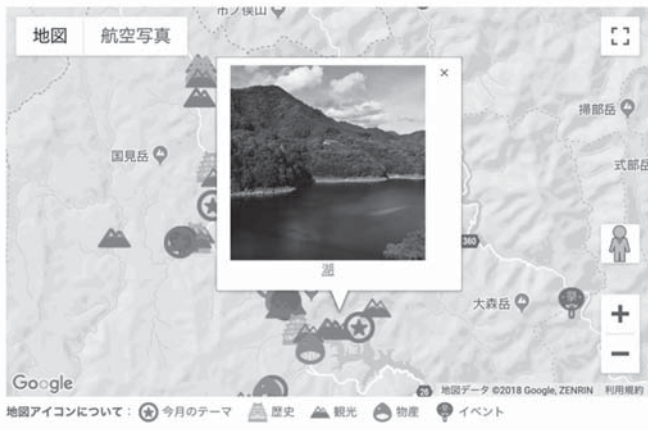 市ノ俣山
地図 航空写真
掃部岳
国見岳
式部岳
×
湖
360
大森岳
+
−
Google
26 地図データ ©2018 Google, ZENRIN 利用規約
地図アイコンについて： 今月のテーマ 歴史 観光 物産 イベント